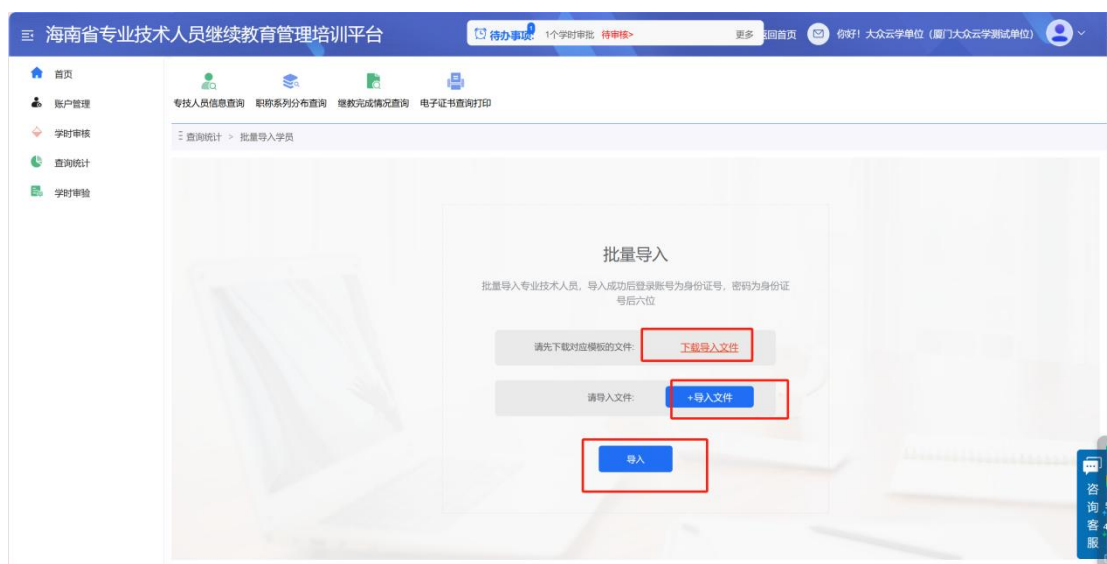 海南省专业技术人员继续教育管理培训平台
待办事项: 1 1个学时审批 待审核> 更多
回首页 你好！大众云学单位（厦门大众云学测试单位）
首页
账户管理
学时审核
查询统计
学时审验
专技人员信息查询 职称系列分布查询 继教完成情况查询 电子证书查询打印
查询统计 > 批量导入学员
批量导入
批量导入专业技术人员，导入成功后登录账号为身份证号，密码为身份证
号后六位
请先下载对应模板的文件: 下载导入文件
请导入文件: +导入文件
导入
咨询客服